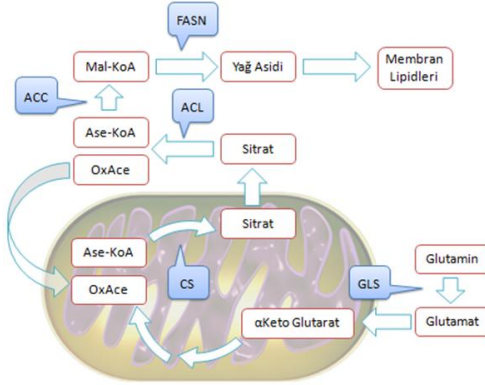 FASN
Mal-KoA
Yağ Asidi
Membran
Lipidleri
ACC
ACL
Ase-KoA
Sitrat
OxAce
Sitrat
Ase-KoA
CS
OxAce
Glutamin
GLS
αKeto Glutarat
Glutamat